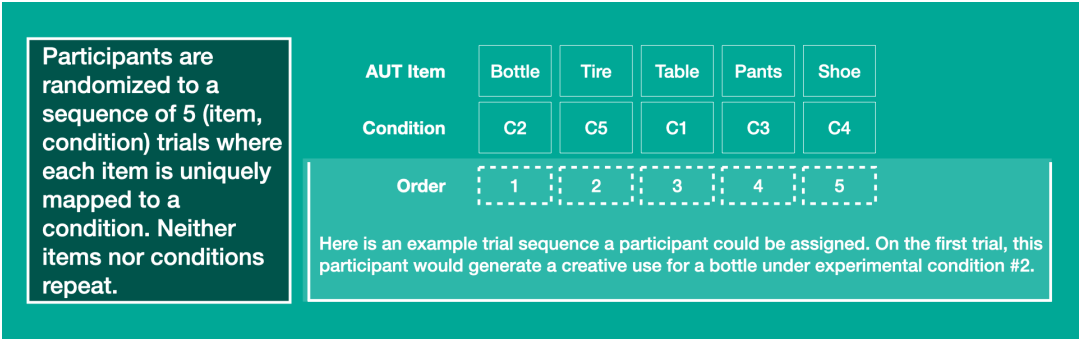 Participants are
randomized to a
sequence of 5 (item,
condition) trials where
each item is uniquely
mapped to a
condition. Neither
items nor conditions
repeat.
AUT Item Bottle Tire Table Pants Shoe
Condition C2 C5 C1 C3 C4
Order 1 2 3 4 5
Here is an example trial sequence a participant could be assigned. On the first trial, this
participant would generate a creative use for a bottle under experimental condition #2.